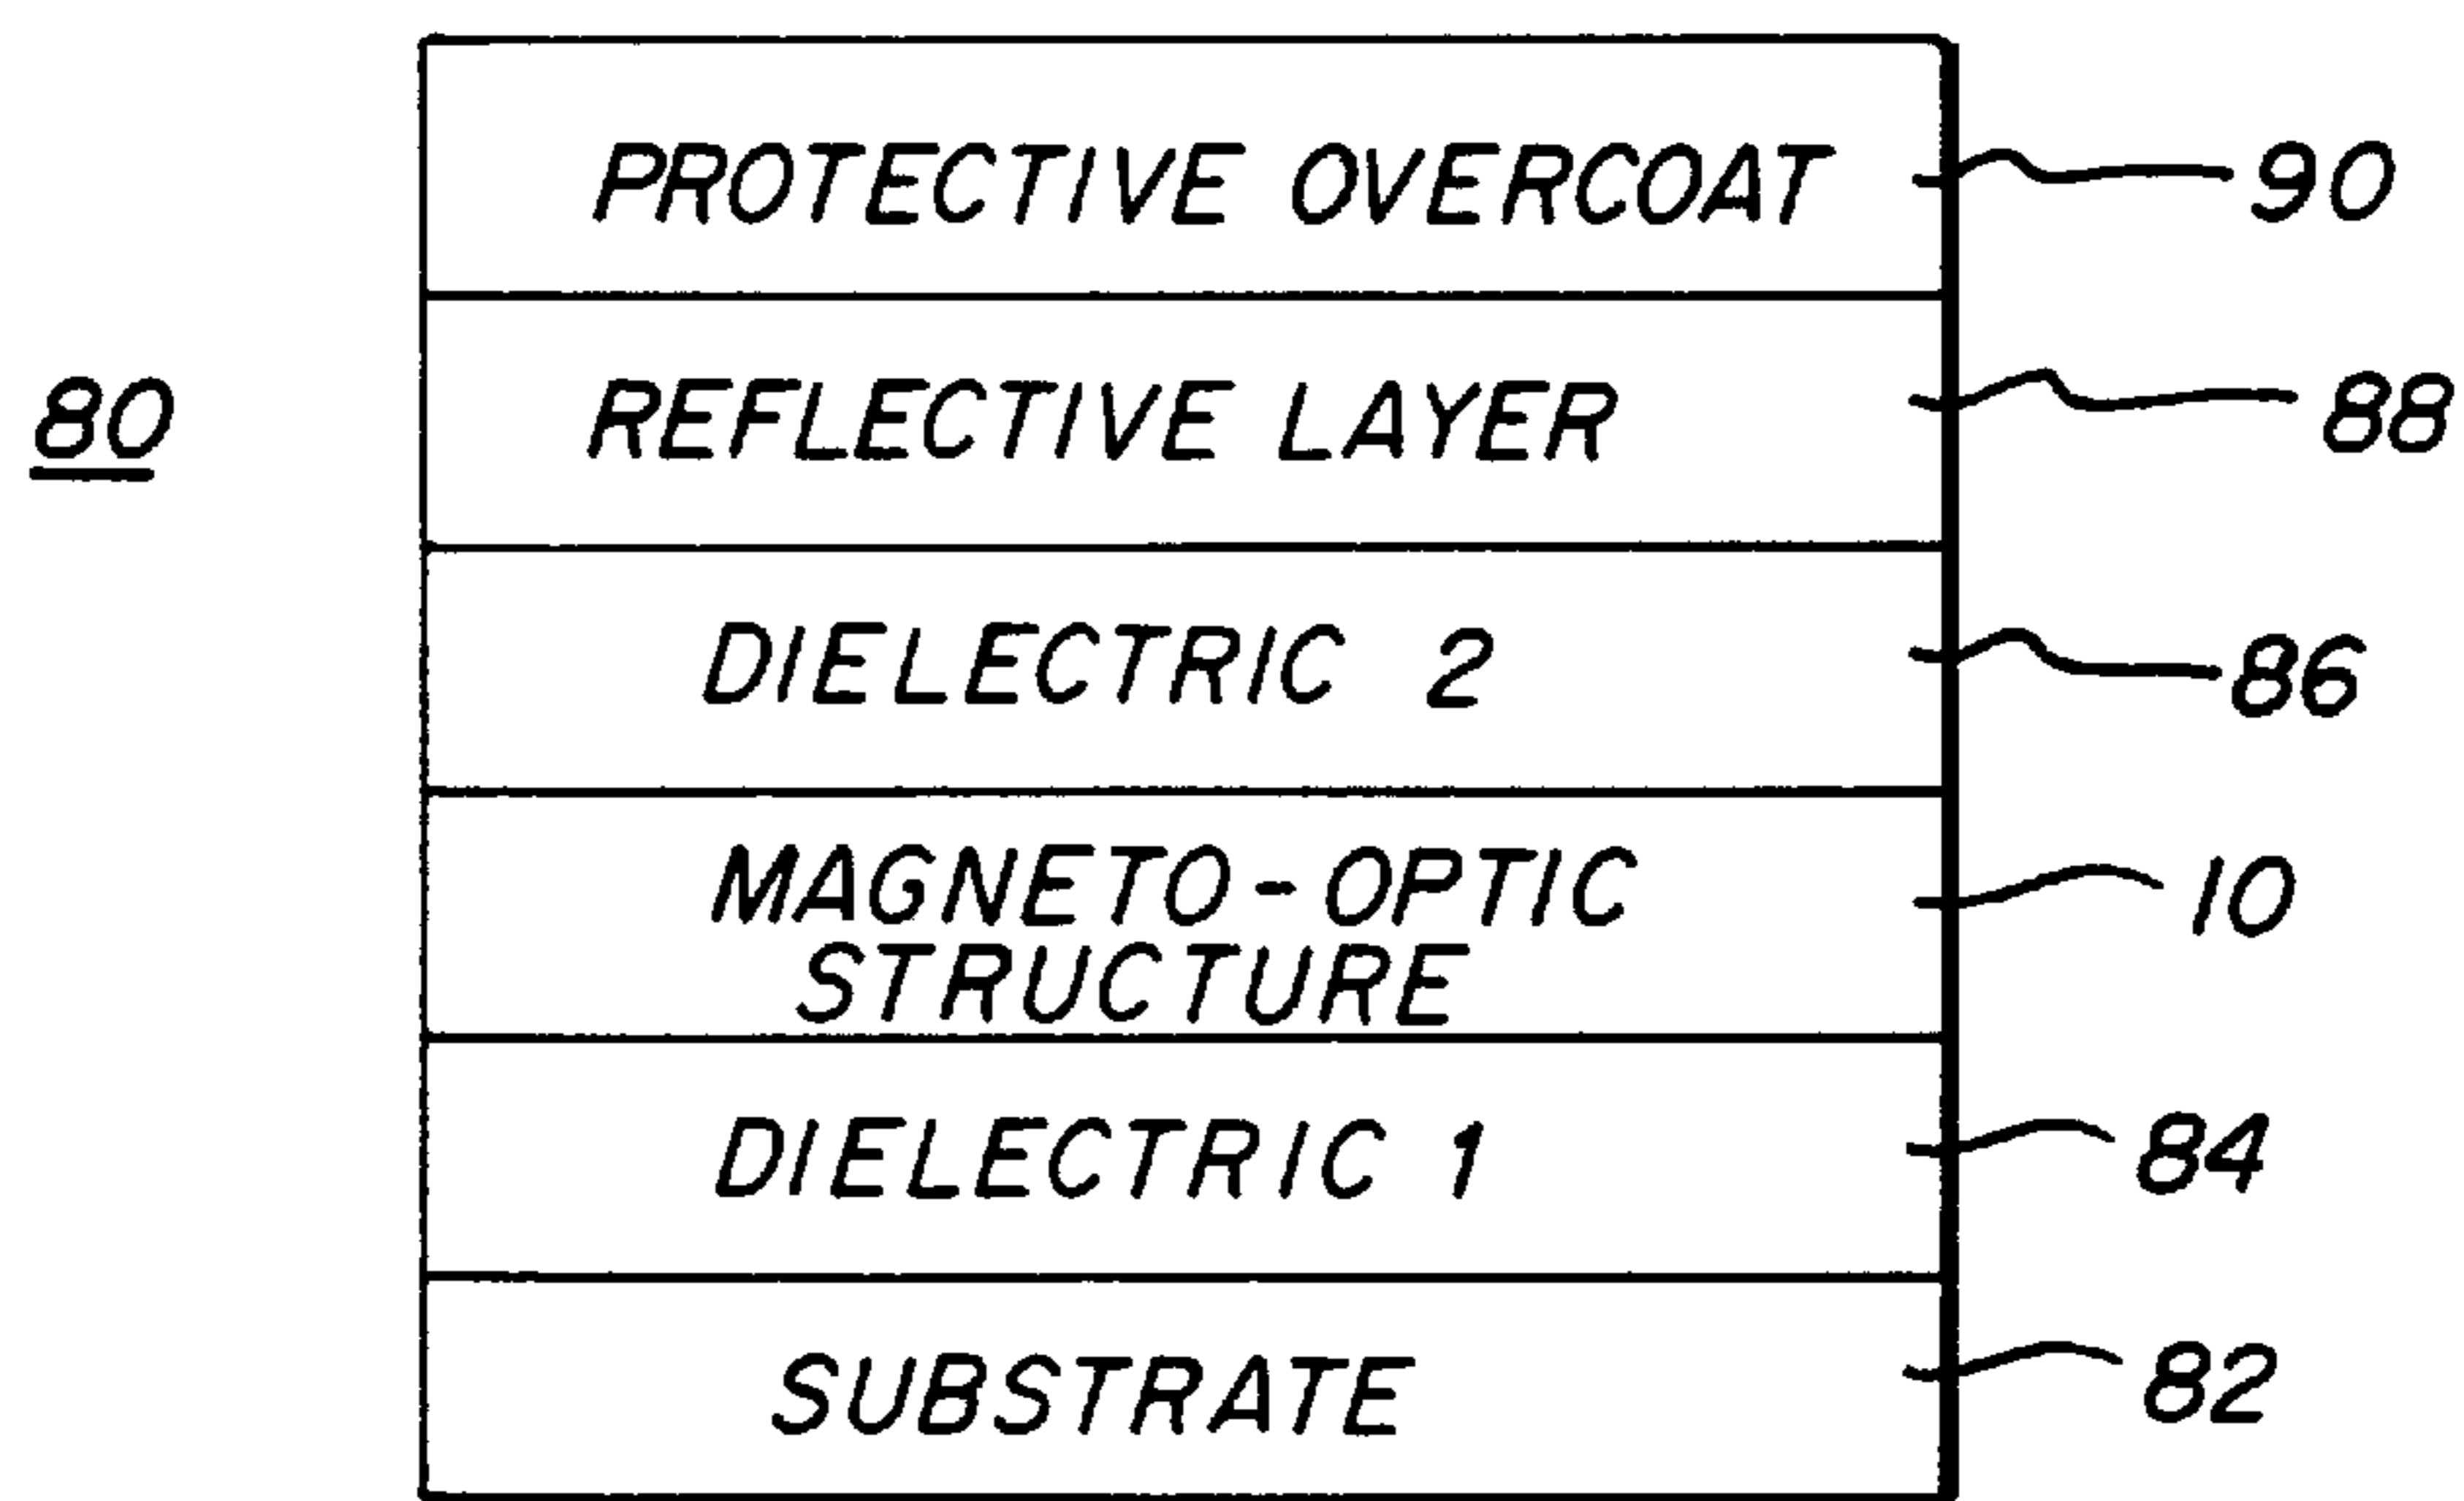 PROTECTIVE OVERCOAT
90
80
REFLECTIVE LAYER
88
DIELECTRIC 2
86
MAGNETO-OPTIC
STRUCTURE
10
DIELECTRIC 1
84
SUBSTRATE
82